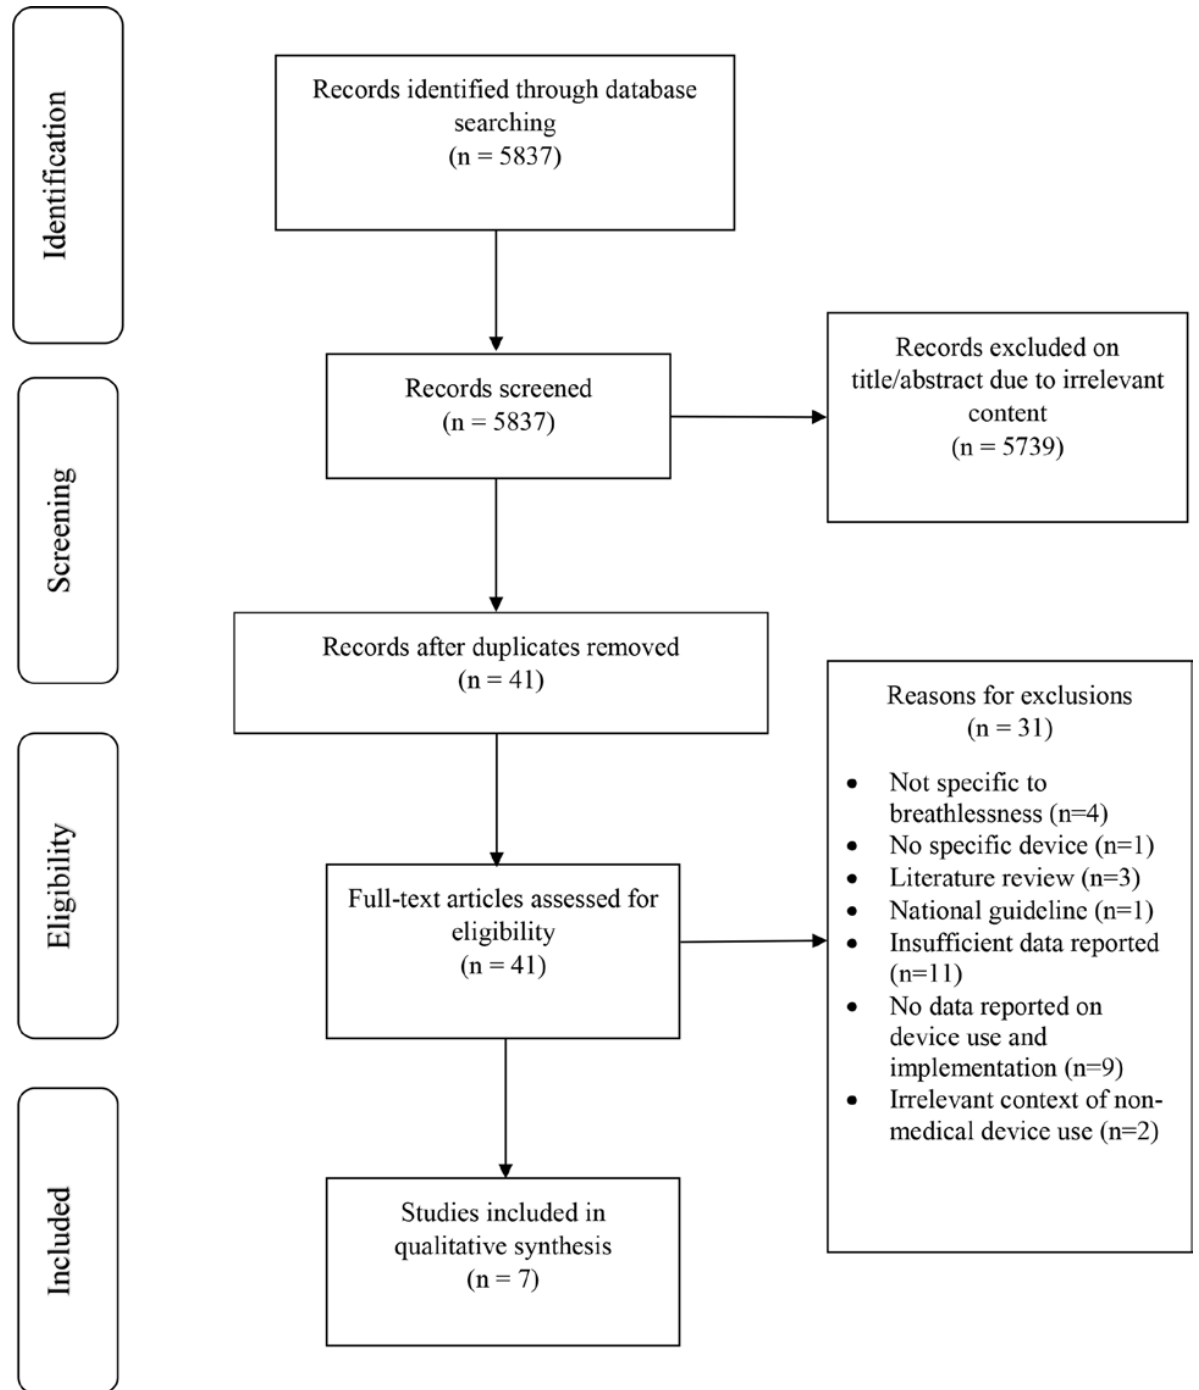 Identification
Records identified through database
searching
(n = 5837)
Screening
Records screened
(n = 5837)
Records excluded on
title/abstract due to irrelevant
content
(n = 5739)
Records after duplicates removed
(n = 41)
Eligibility
Full-text articles assessed for
eligibility
(n = 41)
Reasons for exclusions
(n = 31)
• Not specific to
breathlessness (n=4)
• No specific device (n=1)
• Literature review (n=3)
• National guideline (n=1)
• Insufficient data reported
(n=11)
• No data reported on
device use and
implementation (n=9)
• Irrelevant context of non-
medical device use (n=2)
Included
Studies included in
qualitative synthesis
(n = 7)